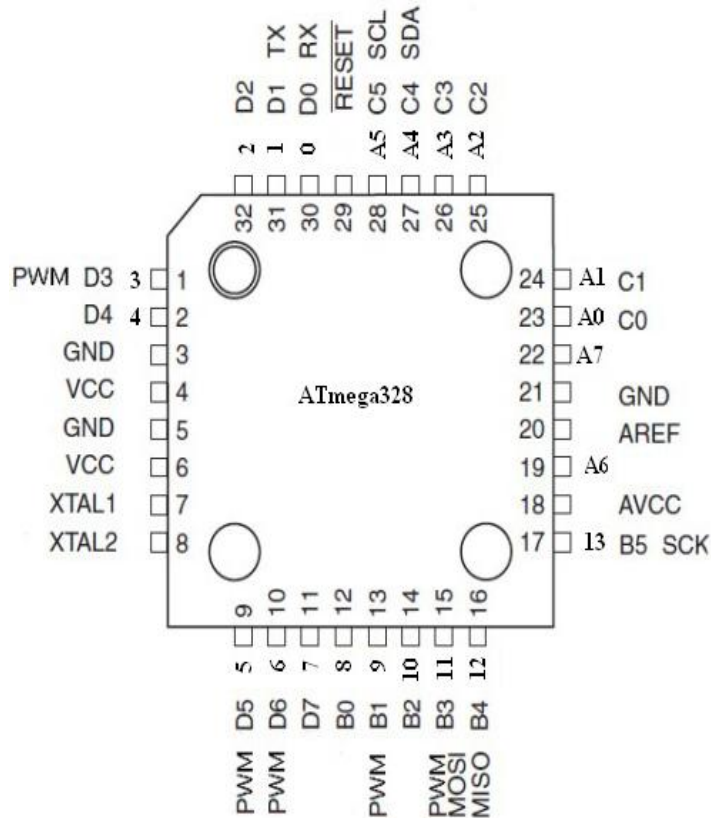 D2
D1 TX
D0 RX
RESET
C5 SCL
C4 SDA
C3
C2
2 1 0 A5 A4 A3 A2
32 31 30 29 28 27 26 25
PWM D3 3 1
D4 4 2
GND 3
VCC 4
GND 5
VCC 6
XTAL1 7
XTAL2 8
ATmega328
24 A1 C1
23 A0 C0
22 A7
21 GND
20 AREF
19 A6
18 AVCC
17 13 B5 SCK
9 10 11 12 13 14 15 16
5 6 7 8 9 10 11 12
PWM D5
PWM D6
D7
B0
PWM B1
B2
B3
PWM MOSI
B4
MISO